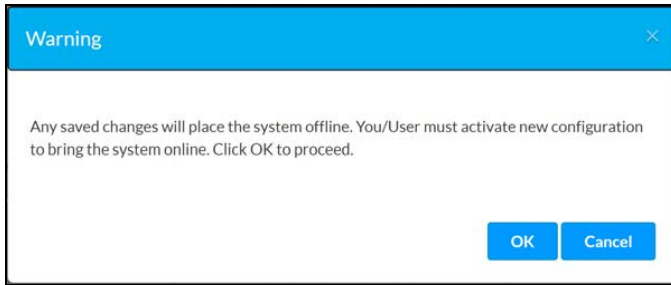 Warning
Any saved changes will place the system offline. You/User must activate new configuration
to bring the system online. Click OK to proceed.
OK Cancel